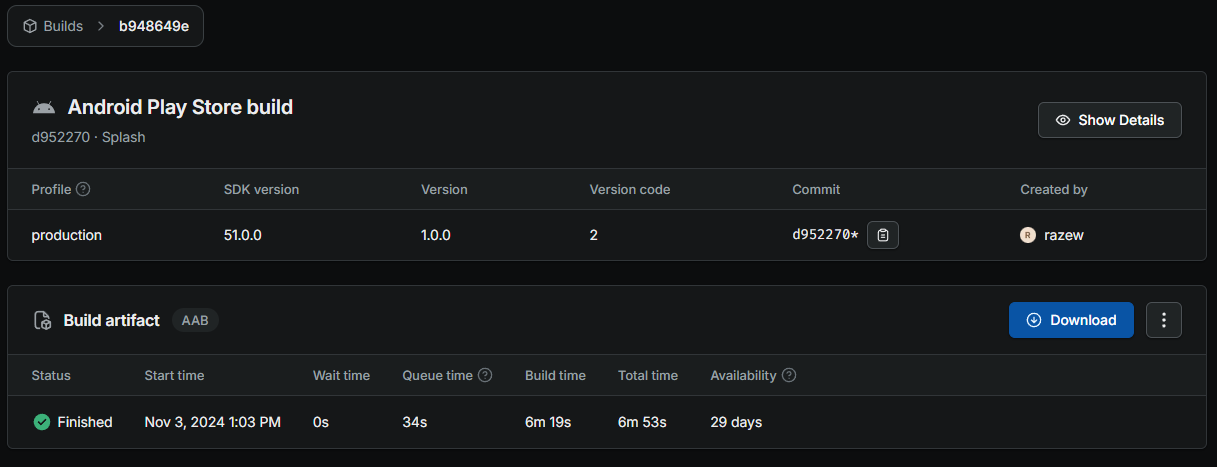 Builds > b948649e
Android Play Store build
d952270 · Splash
Show Details
Profile SDK version Version Version code Commit Created by
production 51.0.0 1.0.0 2 d952270* R razew
Build artifact AAB
Download
Status Start time Wait time Queue time Build time Total time Availability
Finished Nov 3, 2024 1:03 PM 0s 34s 6m 19s 6m 53s 29 days